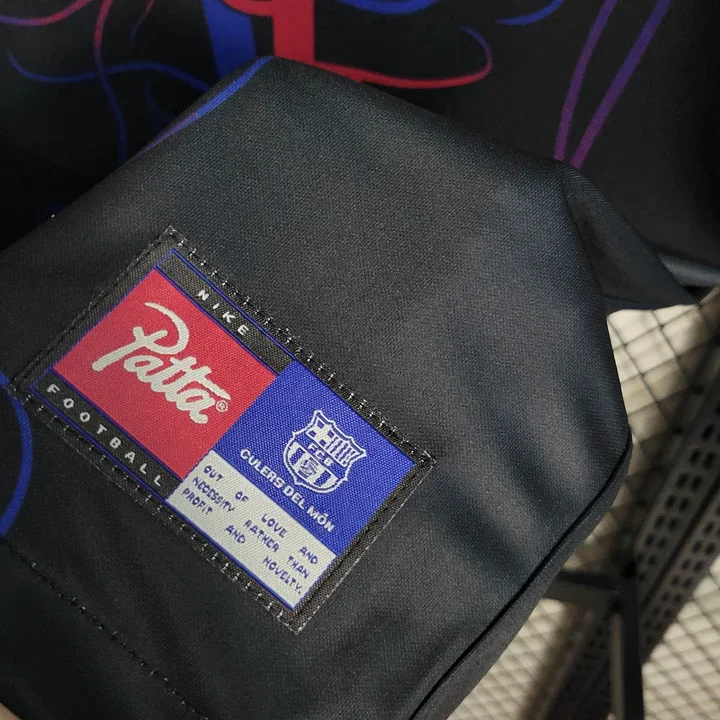 NIKE
Patta®
FOOTBALL
FCB
CULERS DEL MÓN
OUT OF LOVE AND
NECESSITY RATHER THAN
PROFIT AND NOVELTY.